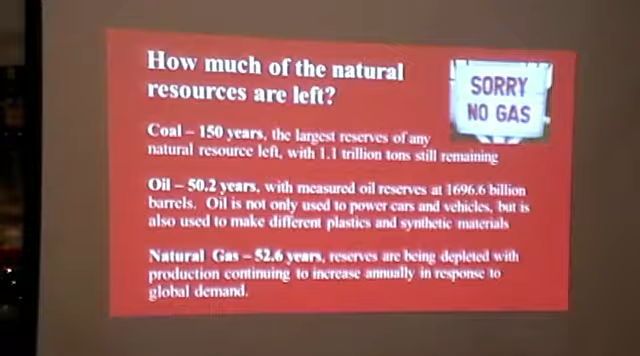 How much of the natural
resources are left?
SORRY
NO GAS
Coal – 150 years, the largest reserves of any
natural resource left, with 1.1 trillion tons still remaining
Oil – 50.2 years, with measured oil reserves at 1696.6 billion
barrels. Oil is not only used to power cars and vehicles, but is
also used to make different plastics and synthetic materials
Natural Gas – 52.6 years, reserves are being depleted with
production continuing to increase annually in response to
global demand.